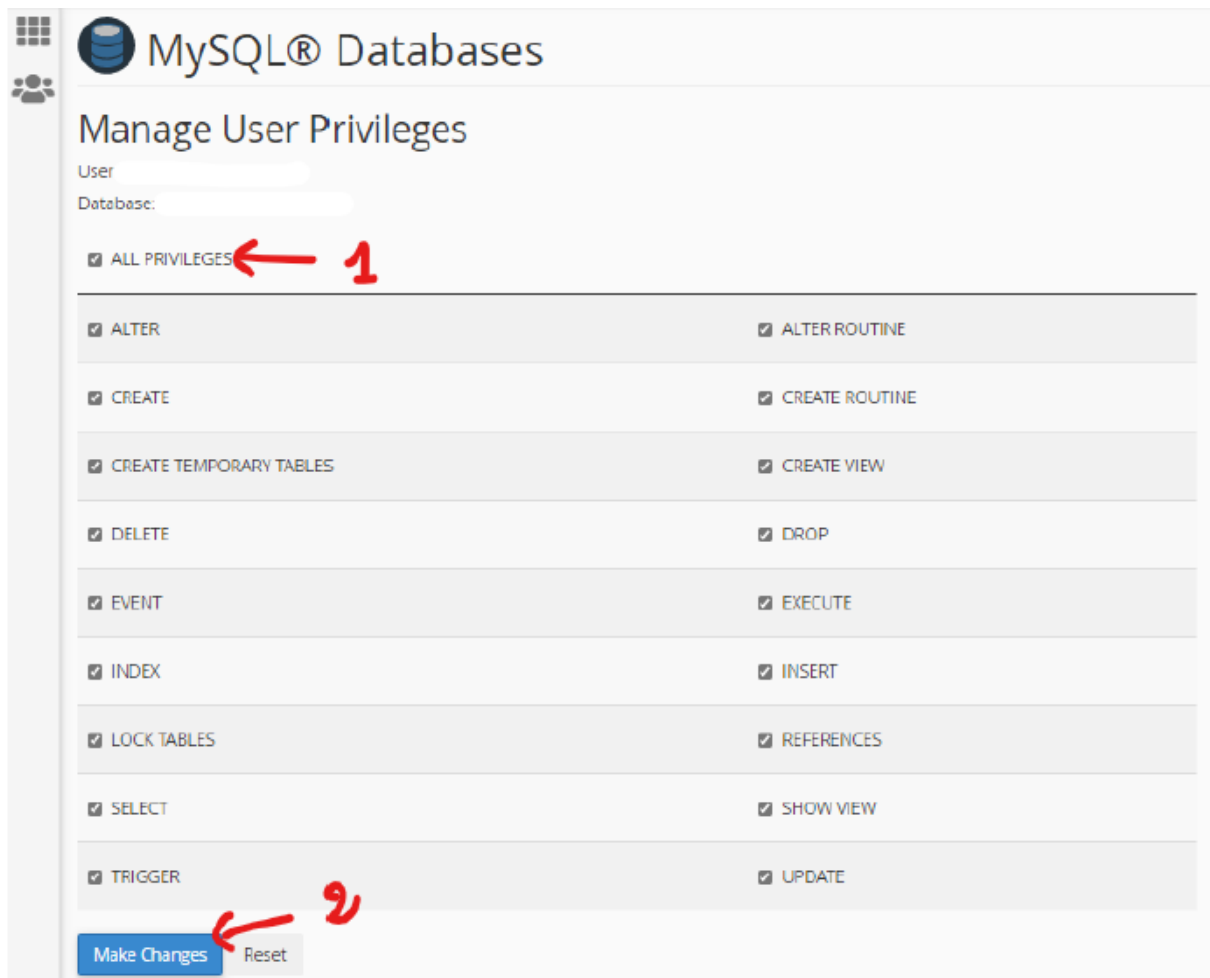 MySQL® Databases
Manage User Privileges
User
Database:
ALL PRIVILEGES
1
ALTER
ALTER ROUTINE
CREATE
CREATE ROUTINE
CREATE TEMPORARY TABLES
CREATE VIEW
DELETE
DROP
EVENT
EXECUTE
INDEX
INSERT
LOCK TABLES
REFERENCES
SELECT
SHOW VIEW
TRIGGER
UPDATE
2
Make Changes
Reset